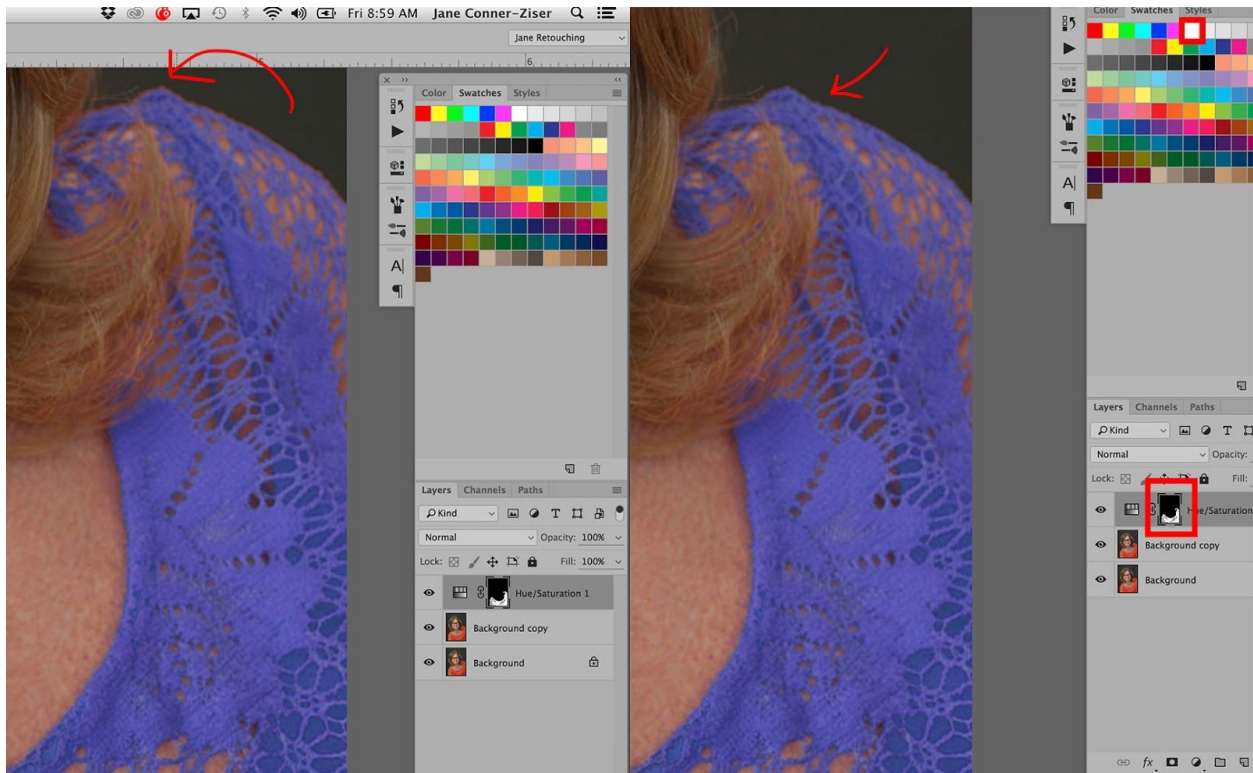 Fri 8:59 AM Jane Conner-Ziser
Jane Retouching
6
Color Swatches Styles
A
Layers Channels Paths
Kind T
Normal Opacity: 100%
Lock: Fill: 100%
Hue/Saturation 1
Background copy
Background
Color Swatches Styles
A
Layers Channels Paths
Kind T
Normal Opacity:
Lock: Fill:
Background copy
Background
fx